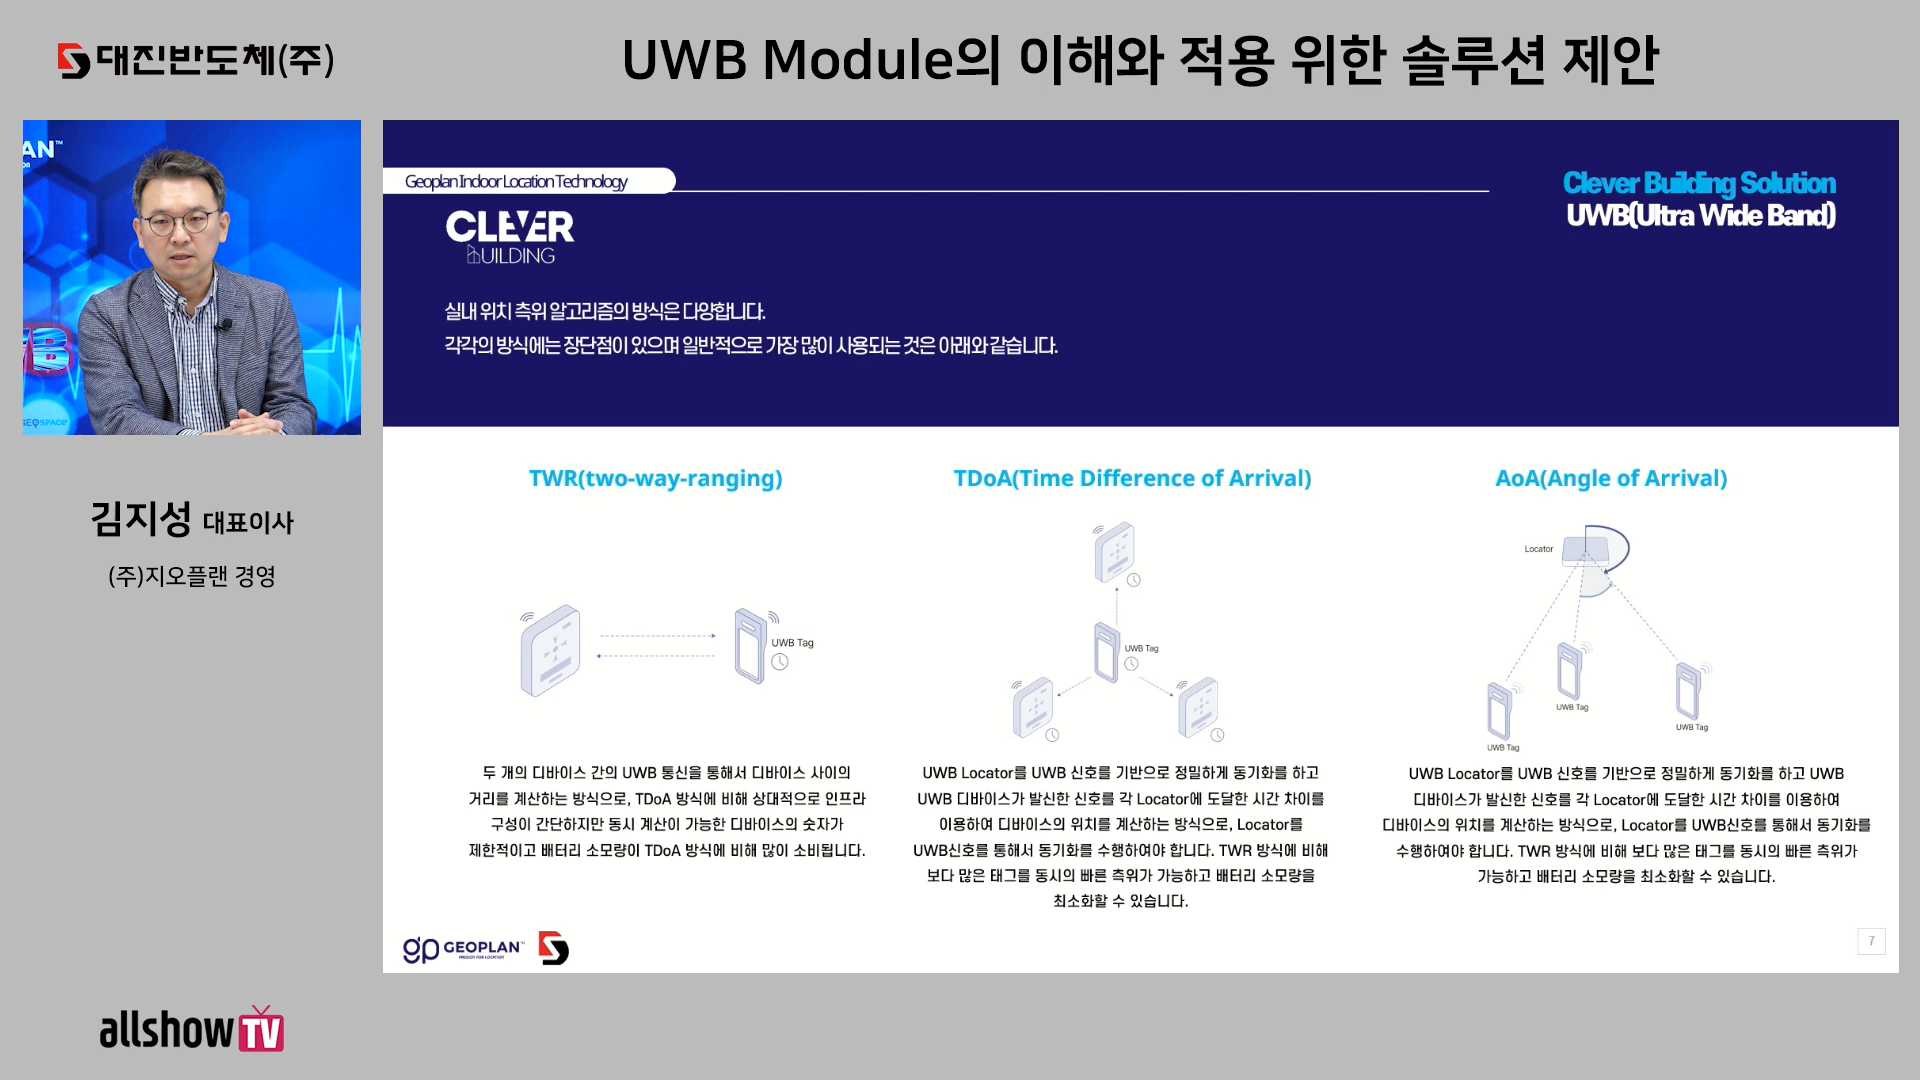 대진반도체(주)
UWB Module의 이해와 적용 위한 솔루션 제안
AN™
B
GEOSPACE
김지성 대표이사
(주)지오플랜 경영
Geoplan Indoor Location Technology
Clever Building Solution
UWB(Ultra Wide Band)
CLEVER
BUILDING
실내 위치 측위 알고리즘의 방식은 다양합니다.
각각의 방식에는 장단점이 있으며 일반적으로 가장 많이 사용되는 것은 아래와 같습니다.
TWR(two-way-ranging)
UWB Tag
두 개의 디바이스 간의 UWB 통신을 통해서 디바이스 사이의
거리를 계산하는 방식으로, TDoA 방식에 비해 상대적으로 인프라
구성이 간단하지만 동시 계산이 가능한 디바이스의 숫자가
제한적이고 배터리 소모량이 TDoA 방식에 비해 많이 소비됩니다.
TDoA(Time Difference of Arrival)
UWB Tag
UWB Locator를 UWB 신호를 기반으로 정밀하게 동기화를 하고
UWB 디바이스가 발신한 신호를 각 Locator에 도달한 시간 차이를
이용하여 디바이스의 위치를 계산하는 방식으로, Locator를
UWB신호를 통해서 동기화를 수행하여야 합니다. TWR 방식에 비해
보다 많은 태그를 동시의 빠른 측위가 가능하고 배터리 소모량을
최소화할 수 있습니다.
AoA(Angle of Arrival)
Locator
UWB Tag
UWB Tag
UWB Tag
UWB Locator를 UWB 신호를 기반으로 정밀하게 동기화를 하고 UWB
디바이스가 발신한 신호를 각 Locator에 도달한 시간 차이를 이용하여
디바이스의 위치를 계산하는 방식으로, Locator를 UWB신호를 통해서 동기화를
수행하여야 합니다. TWR 방식에 비해 보다 많은 태그를 동시의 빠른 측위가
가능하고 배터리 소모량을 최소화할 수 있습니다.
gp GEOPLAN™
PASSION FOR LOCATION
7
allshow TV